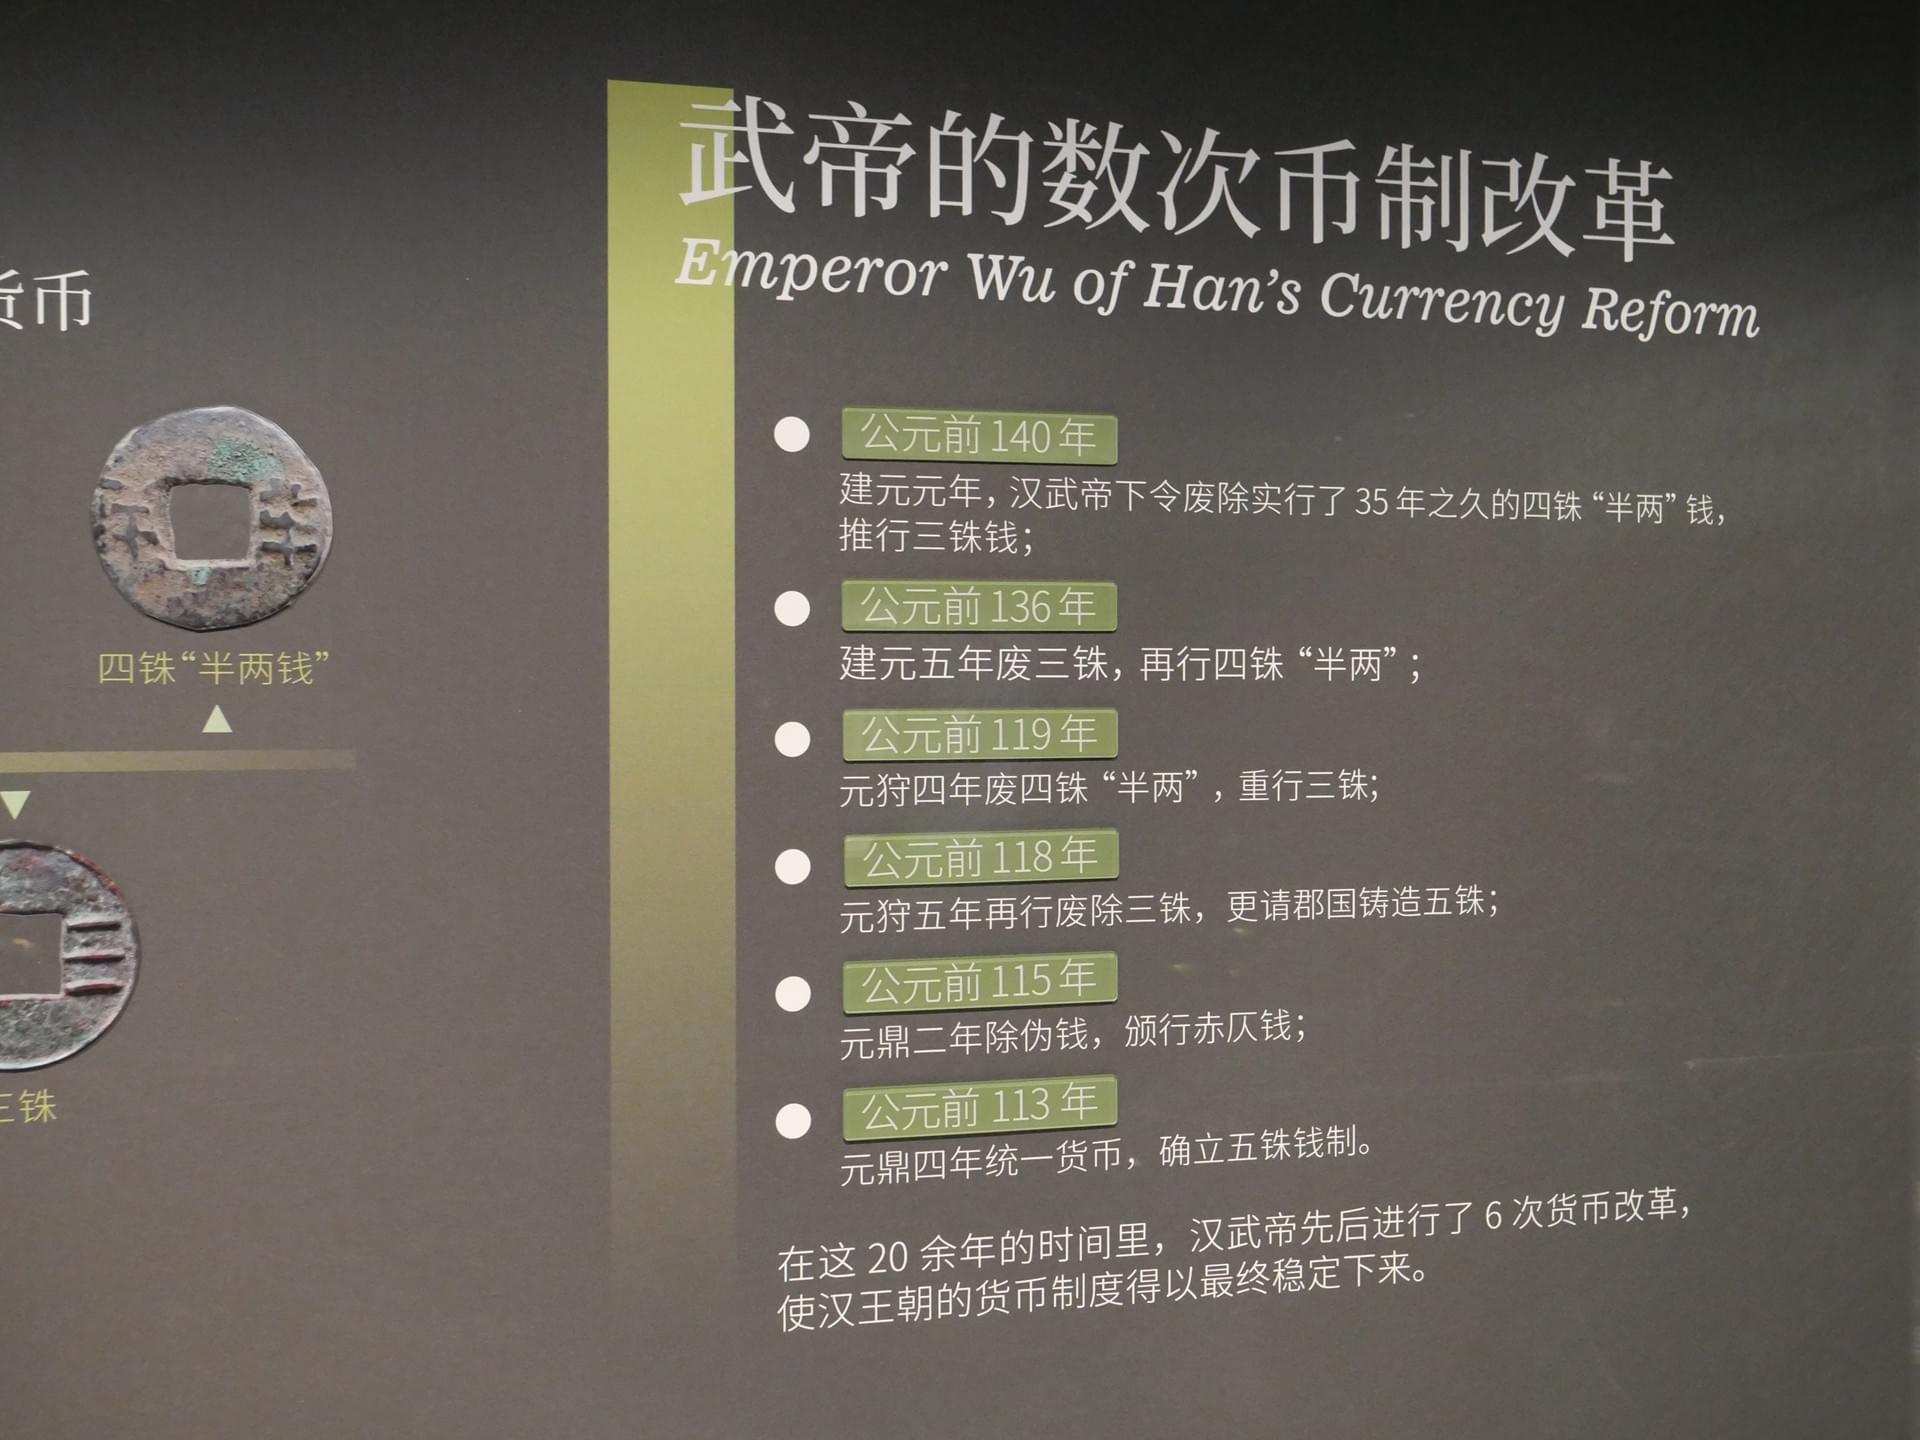 货币
四铢“半两钱”
三铢
武帝的数次币制改革
Emperor Wu of Han’s Currency Reform
公元前 140 年
建元元年，汉武帝下令废除实行了 35 年之久的四铢 “半两” 钱，
推行三铢钱；
公元前 136 年
建元五年废三铢，再行四铢 “半两” ；
公元前 119 年
元狩四年废四铢 “半两” ，重行三铢；
公元前 118 年
元狩五年再行废除三铢，更请郡国铸造五铢；
公元前 115 年
元鼎二年除伪钱，颁行赤仄钱；
公元前 113 年
元鼎四年统一货币，确立五铢钱制。
在这 20 余年的时间里，汉武帝先后进行了 6 次货币改革，
使汉王朝的货币制度得以最终稳定下来。